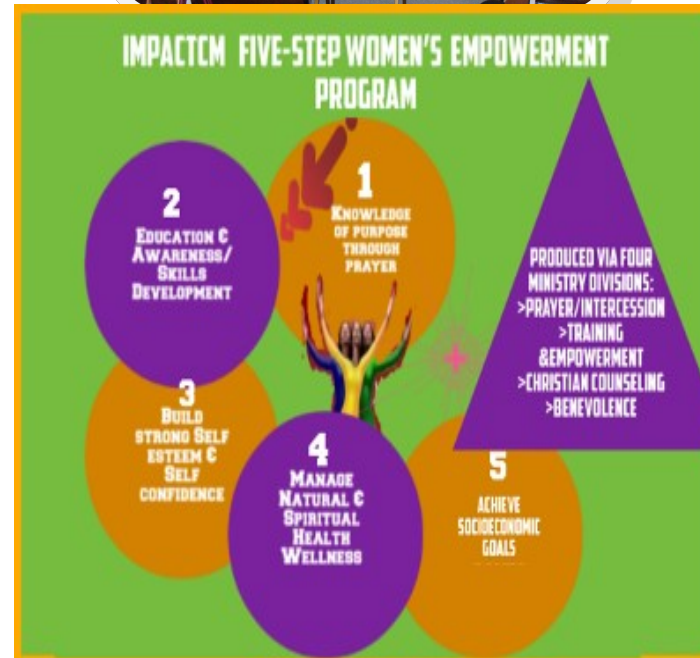 IMPACTCM FIVE-STEP WOMEN'S EMPOWERMENT
PROGRAM
1
KNOWLEDGE
OF PURPOSE
THROUGH
PRAYER
2
EDUCATION &
AWARENESS/
SKILLS
DEVELOPMENT
3
BUILD
STRONG SELF
ESTEEM &
SELF
CONFIDENCE
4
MANAGE
NATURAL &
SPIRITUAL
HEALTH
WELLNESS
5
ACHIEVE
SOCIOECONOMIC
GOALS
PRODUCED VIA FOUR
MINISTRY DIVISIONS:
>PRAYER/INTERCESSION
>TRAINING
&EMPOWERMENT
>CHRISTIAN COUNSELING
>BENEVOLENCE